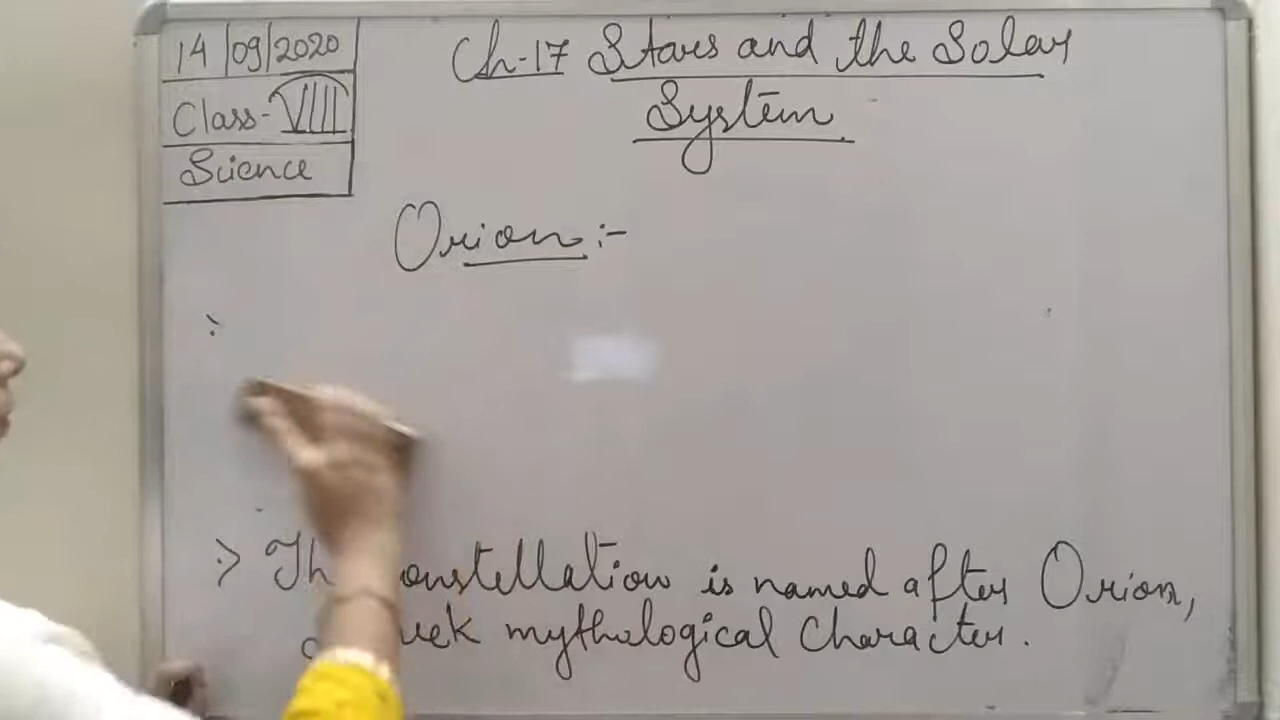 14/09/2020
Class-VIII
Science
Ch-17 Stars and the Solar
System
Orion:-
:> Th onstellation is named after Orion,
mythological Character.